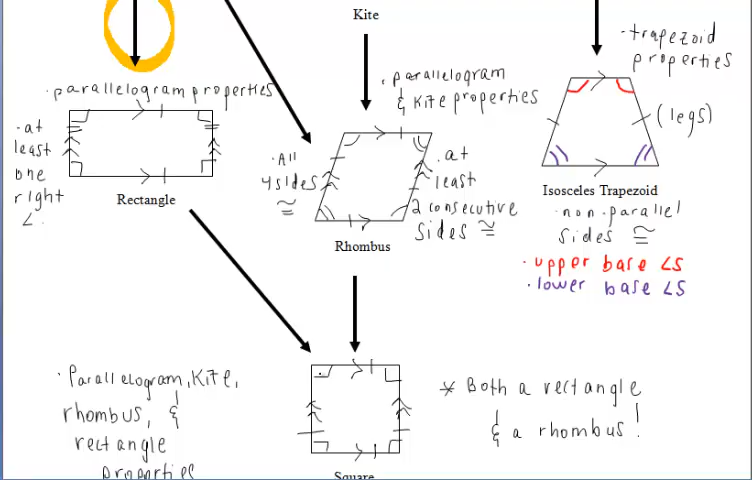 Kite
· parallelogram properties
· at
least
one
right
∠.
Rectangle
· parallelogram
& Kite properties
· All
4 sides
≅
· at
least
2 consecutive
sides ≅
Rhombus
· trapezoid
properties
(legs)
Isosceles Trapezoid
· non-parallel
sides ≅
· upper base ∠s
· lower base ∠s
· Parallelogram, Kite,
rhombus, &
rectangle
properties
* Both a rectangle
& a rhombus!
Square